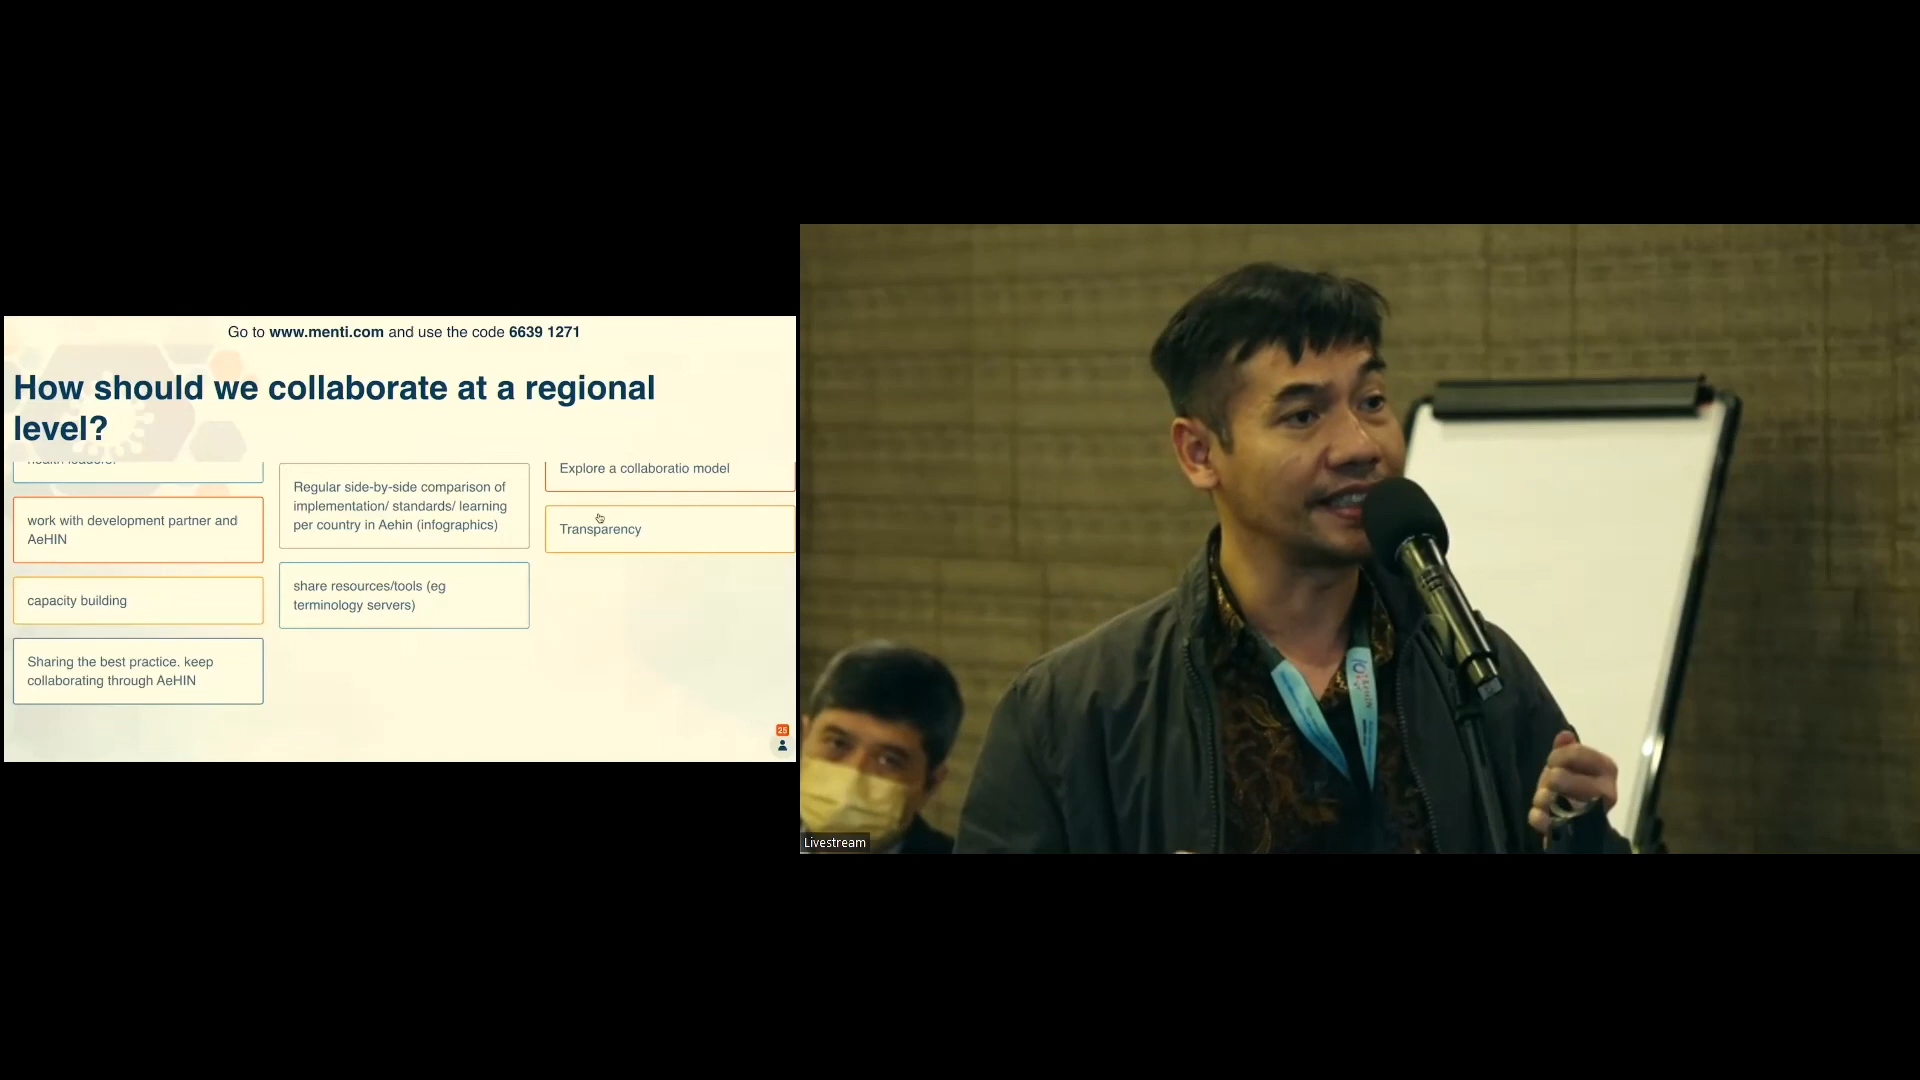 Go to www.menti.com and use the code 6639 1271
How should we collaborate at a regional
level?
health leaders.
work with development partner and
AeHIN
capacity building
Sharing the best practice. keep
collaborating through AeHIN
Regular side-by-side comparison of
implementation/ standards/ learning
per country in Aehin (infographics)
share resources/tools (eg
terminology servers)
Explore a collaboratio model
Transparency
25
Livestream